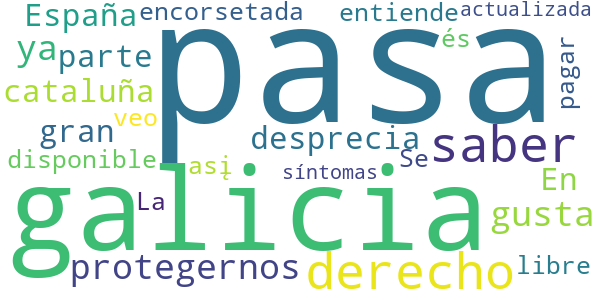 España encorsetada entiende actualizada
ya parte pasa és pagar
cataluña
veo
gran desprecia saber
disponible así síntomas Se
galicia La En
gusta
protegernos derecho libre